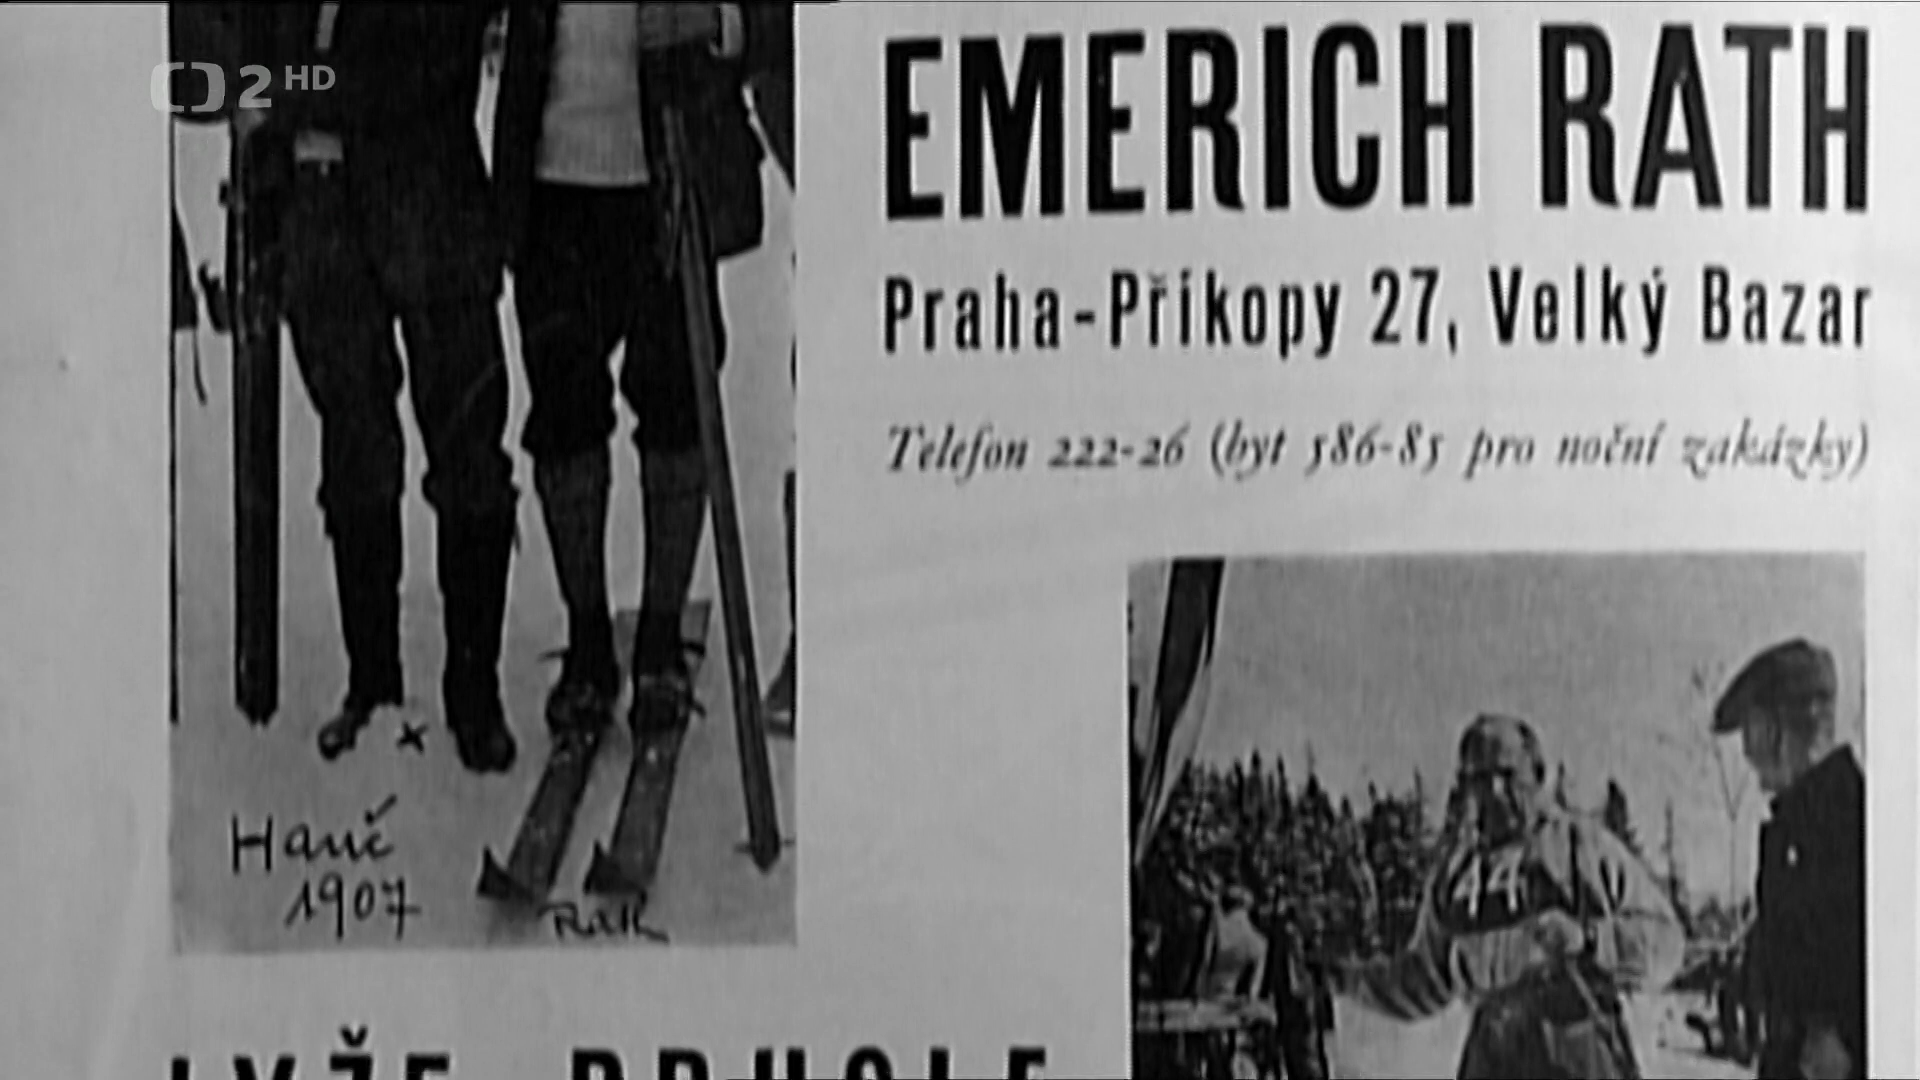 2 HD
EMERICH RATH
Praha-Příkopy 27, Velký Bazar
Telefon 222-26 (byt 586-85 pro noční zakázky)
44
Hanč
1907
Rath
LYŽE